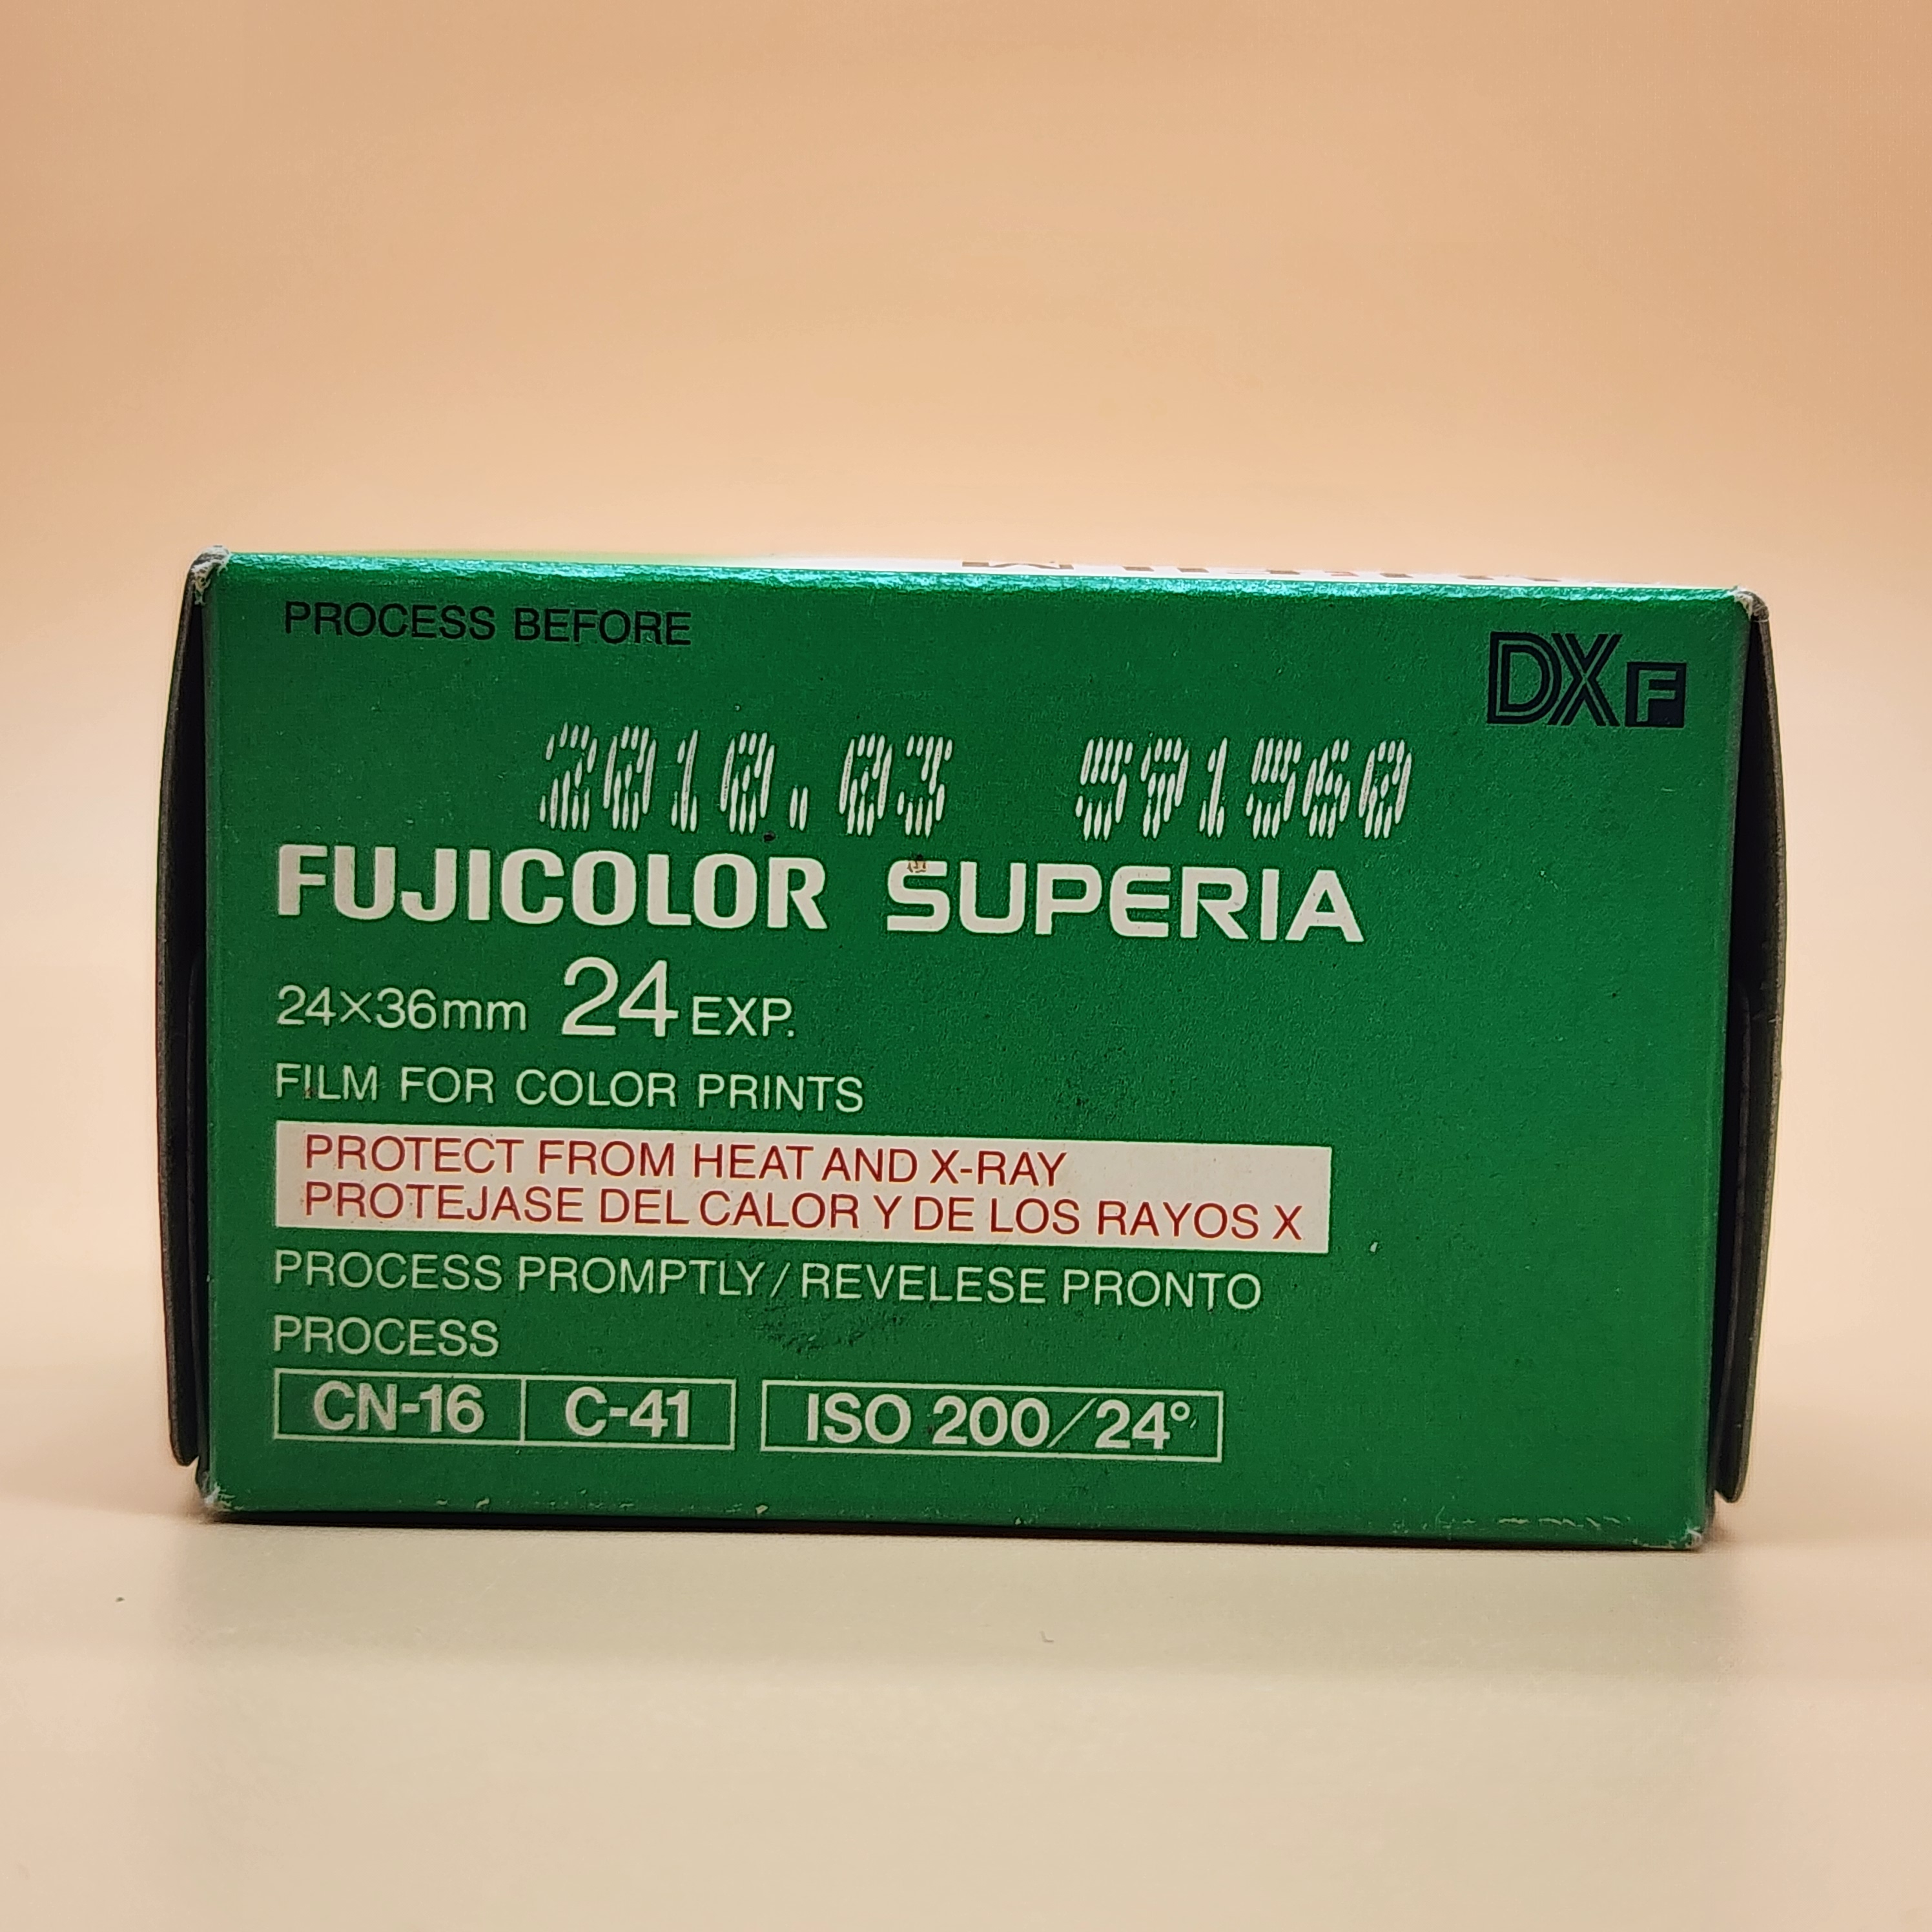 PROCESS BEFORE
DX F
2010.03 591560
FUJICOLOR SUPERIA
24×36mm 24 EXP.
FILM FOR COLOR PRINTS
PROTECT FROM HEAT AND X-RAY
PROTEJASE DEL CALOR Y DE LOS RAYOS X
PROCESS PROMPTLY/REVELESE PRONTO
PROCESS
CN-16 C-41 ISO 200/24°